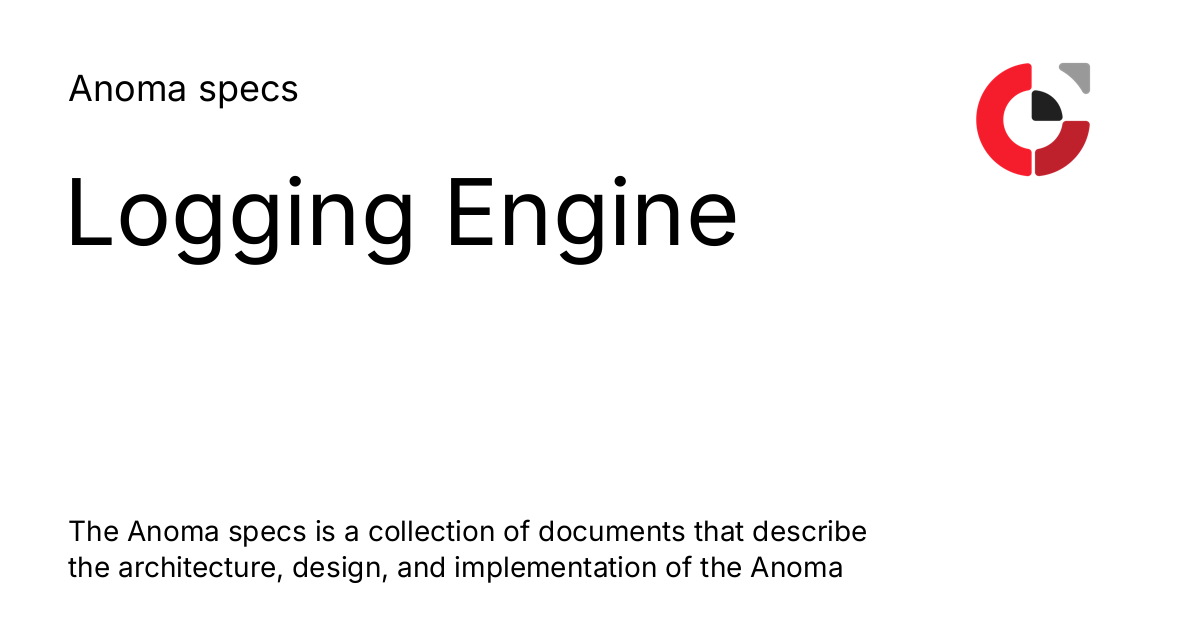 Anoma specs
Logging Engine
The Anoma specs is a collection of documents that describe
the architecture, design, and implementation of the Anoma